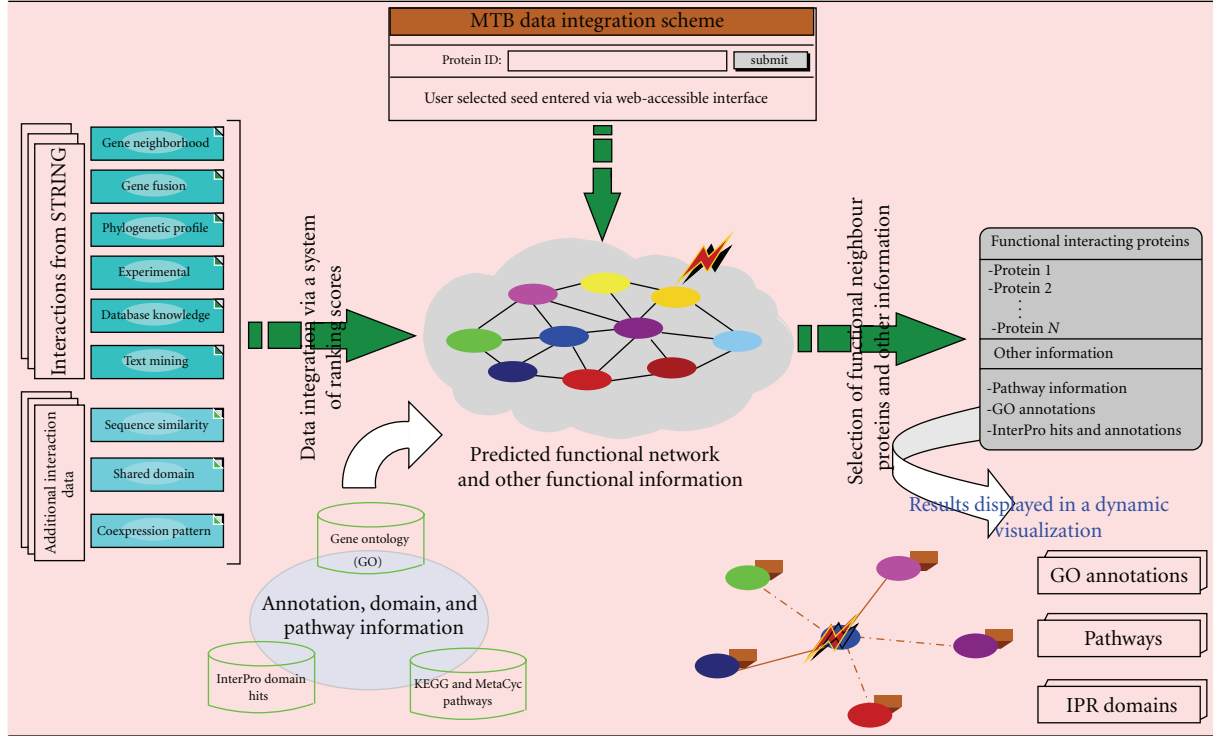 MTB data integration scheme
Protein ID:
submit
User selected seed entered via web-accessible interface
Interactions from STRING
Gene neighborhood
Gene fusion
Phylogenetic profile
Experimental
Database knowledge
Text mining
Additional interaction
data
Sequence similarity
Shared domain
Coexpression pattern
Data integration via a system
of ranking scores
Predicted functional network
and other functional information
Gene ontology
(GO)
Annotation, domain, and
pathway information
InterPro domain
hits
KEGG and MetaCyc
pathways
Selection of functional neighbour
proteins and other information
Functional interacting proteins
-Protein 1
-Protein 2
.
.
.
-Protein N
Other information
-Pathway information
-GO annotations
-InterPro hits and annotations
Results displayed in a dynamic
visualization
GO annotations
Pathways
IPR domains